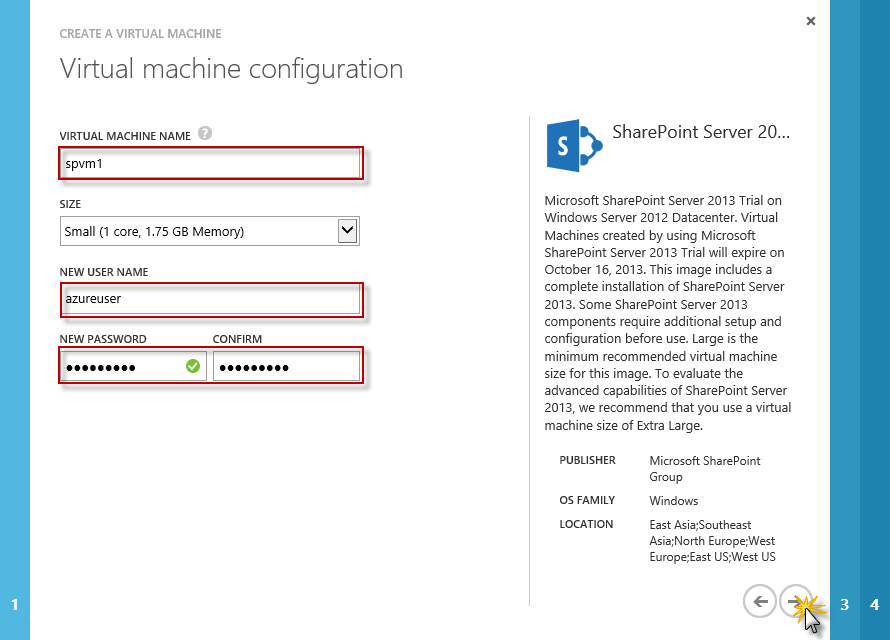 CREATE A VIRTUAL MACHINE
Virtual machine configuration
VIRTUAL MACHINE NAME ?
spvm1
SIZE
Small (1 core, 1.75 GB Memory)
NEW USER NAME
azureuser
NEW PASSWORD CONFIRM
●●●●●●●●● ●●●●●●●●●
S
SharePoint Server 20...
Microsoft SharePoint Server 2013 Trial on
Windows Server 2012 Datacenter. Virtual
Machines created by using Microsoft
SharePoint Server 2013 Trial will expire on
October 16, 2013. This image includes a
complete installation of SharePoint Server
2013. Some SharePoint Server 2013
components require additional setup and
configuration before use. Large is the
minimum recommended virtual machine
size for this image. To evaluate the
advanced capabilities of SharePoint Server
2013, we recommend that you use a virtual
machine size of Extra Large.
PUBLISHER Microsoft SharePoint
Group
OS FAMILY Windows
LOCATION East Asia;Southeast
Asia;North Europe;West
Europe;East US;West US
1 3 4